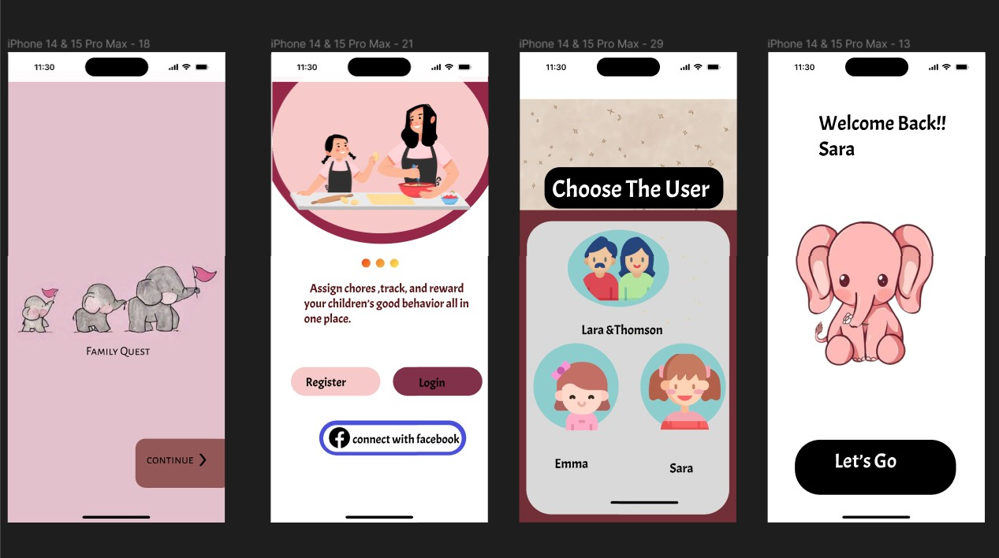 iPhone 14 & 15 Pro Max - 18
11:30
FAMILY QUEST
CONTINUE
iPhone 14 & 15 Pro Max - 21
11:30
Assign chores ,track, and reward
your children's good behavior all in
one place.
Register
Login
connect with facebook
iPhone 14 & 15 Pro Max - 29
11:30
Choose The User
Lara &Thomson
Emma
Sara
iPhone 14 & 15 Pro Max - 13
11:30
Welcome Back!!
Sara
Let's Go